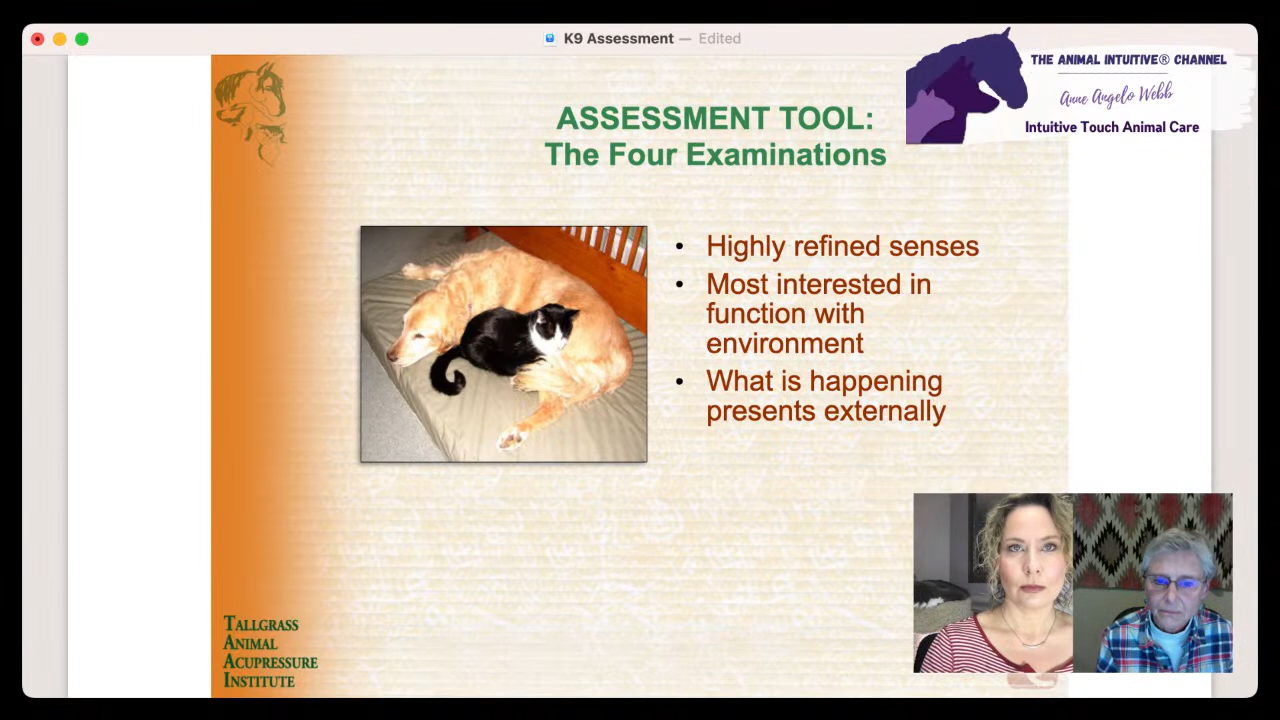 K9 Assessment — Edited
THE ANIMAL INTUITIVE® CHANNEL
Anne Angelo Webb
Intuitive Touch Animal Care
ASSESSMENT TOOL:
The Four Examinations
• Highly refined senses
• Most interested in
function with
environment
• What is happening
presents externally
TALLGRASS
ANIMAL
ACUPRESSURE
INSTITUTE